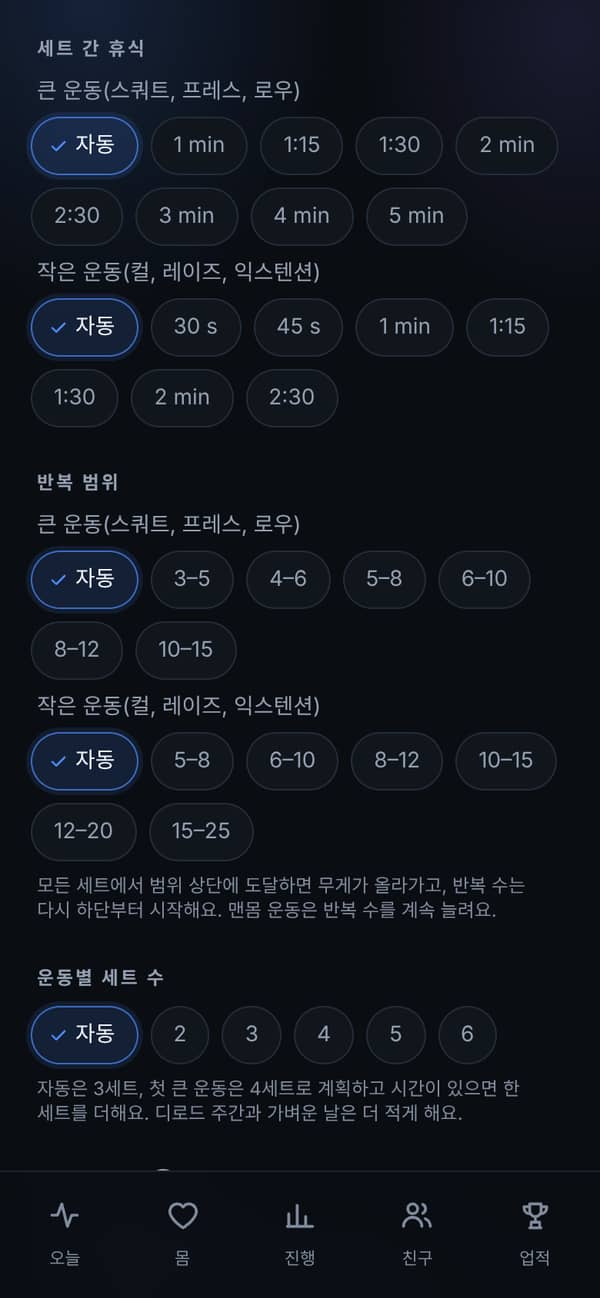 세트 간 휴식
큰 운동(스쿼트, 프레스, 로우)
자동 1 min 1:15 1:30 2 min
2:30 3 min 4 min 5 min
작은 운동(컬, 레이즈, 익스텐션)
자동 30 s 45 s 1 min 1:15
1:30 2 min 2:30
반복 범위
큰 운동(스쿼트, 프레스, 로우)
자동 3–5 4–6 5–8 6–10
8–12 10–15
작은 운동(컬, 레이즈, 익스텐션)
자동 5–8 6–10 8–12 10–15
12–20 15–25
모든 세트에서 범위 상단에 도달하면 무게가 올라가고, 반복 수는
다시 하단부터 시작해요. 맨몸 운동은 반복 수를 계속 늘려요.
운동별 세트 수
자동 2 3 4 5 6
자동은 3세트, 첫 큰 운동은 4세트로 계획하고 시간이 있으면 한
세트를 더해요. 디로드 주간과 가벼운 날은 더 적게 해요.
오늘 몸 진행 친구 업적